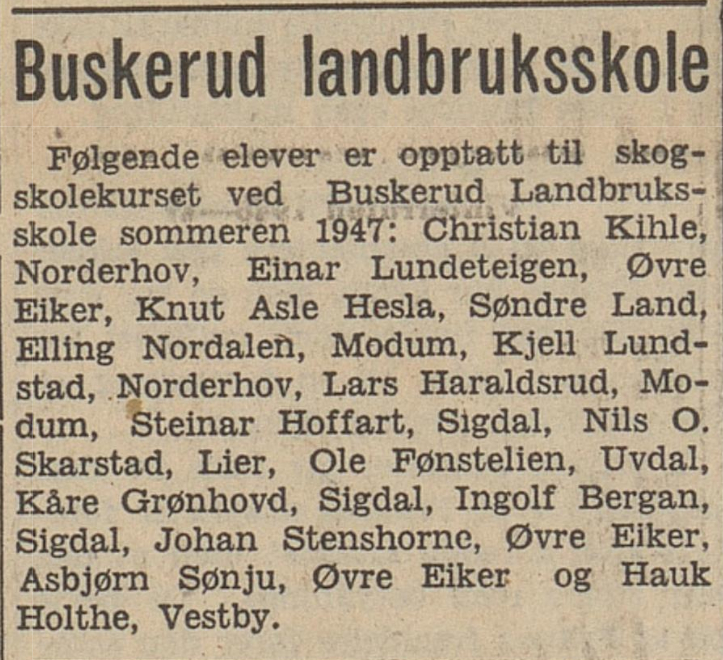 Buskerud landbruksskole
Følgende elever er opptatt til skog-
skolekurset ved Buskerud Landbruks-
skole sommeren 1947: Christian Kihle,
Norderhov, Einar Lundeteigen, Øvre
Eiker, Knut Asle Hesla, Søndre Land,
Elling Nordalen, Modum, Kjell Lund-
stad, Norderhov, Lars Haraldsrud, Mo-
dum, Steinar Hoffart, Sigdal, Nils O.
Skarstad, Lier, Ole Fønstelien, Uvdal,
Kåre Grønhovd, Sigdal, Ingolf Bergan,
Sigdal, Johan Stenshorne, Øvre Eiker,
Asbjørn Sønju, Øvre Eiker og Hauk
Holthe, Vestby.